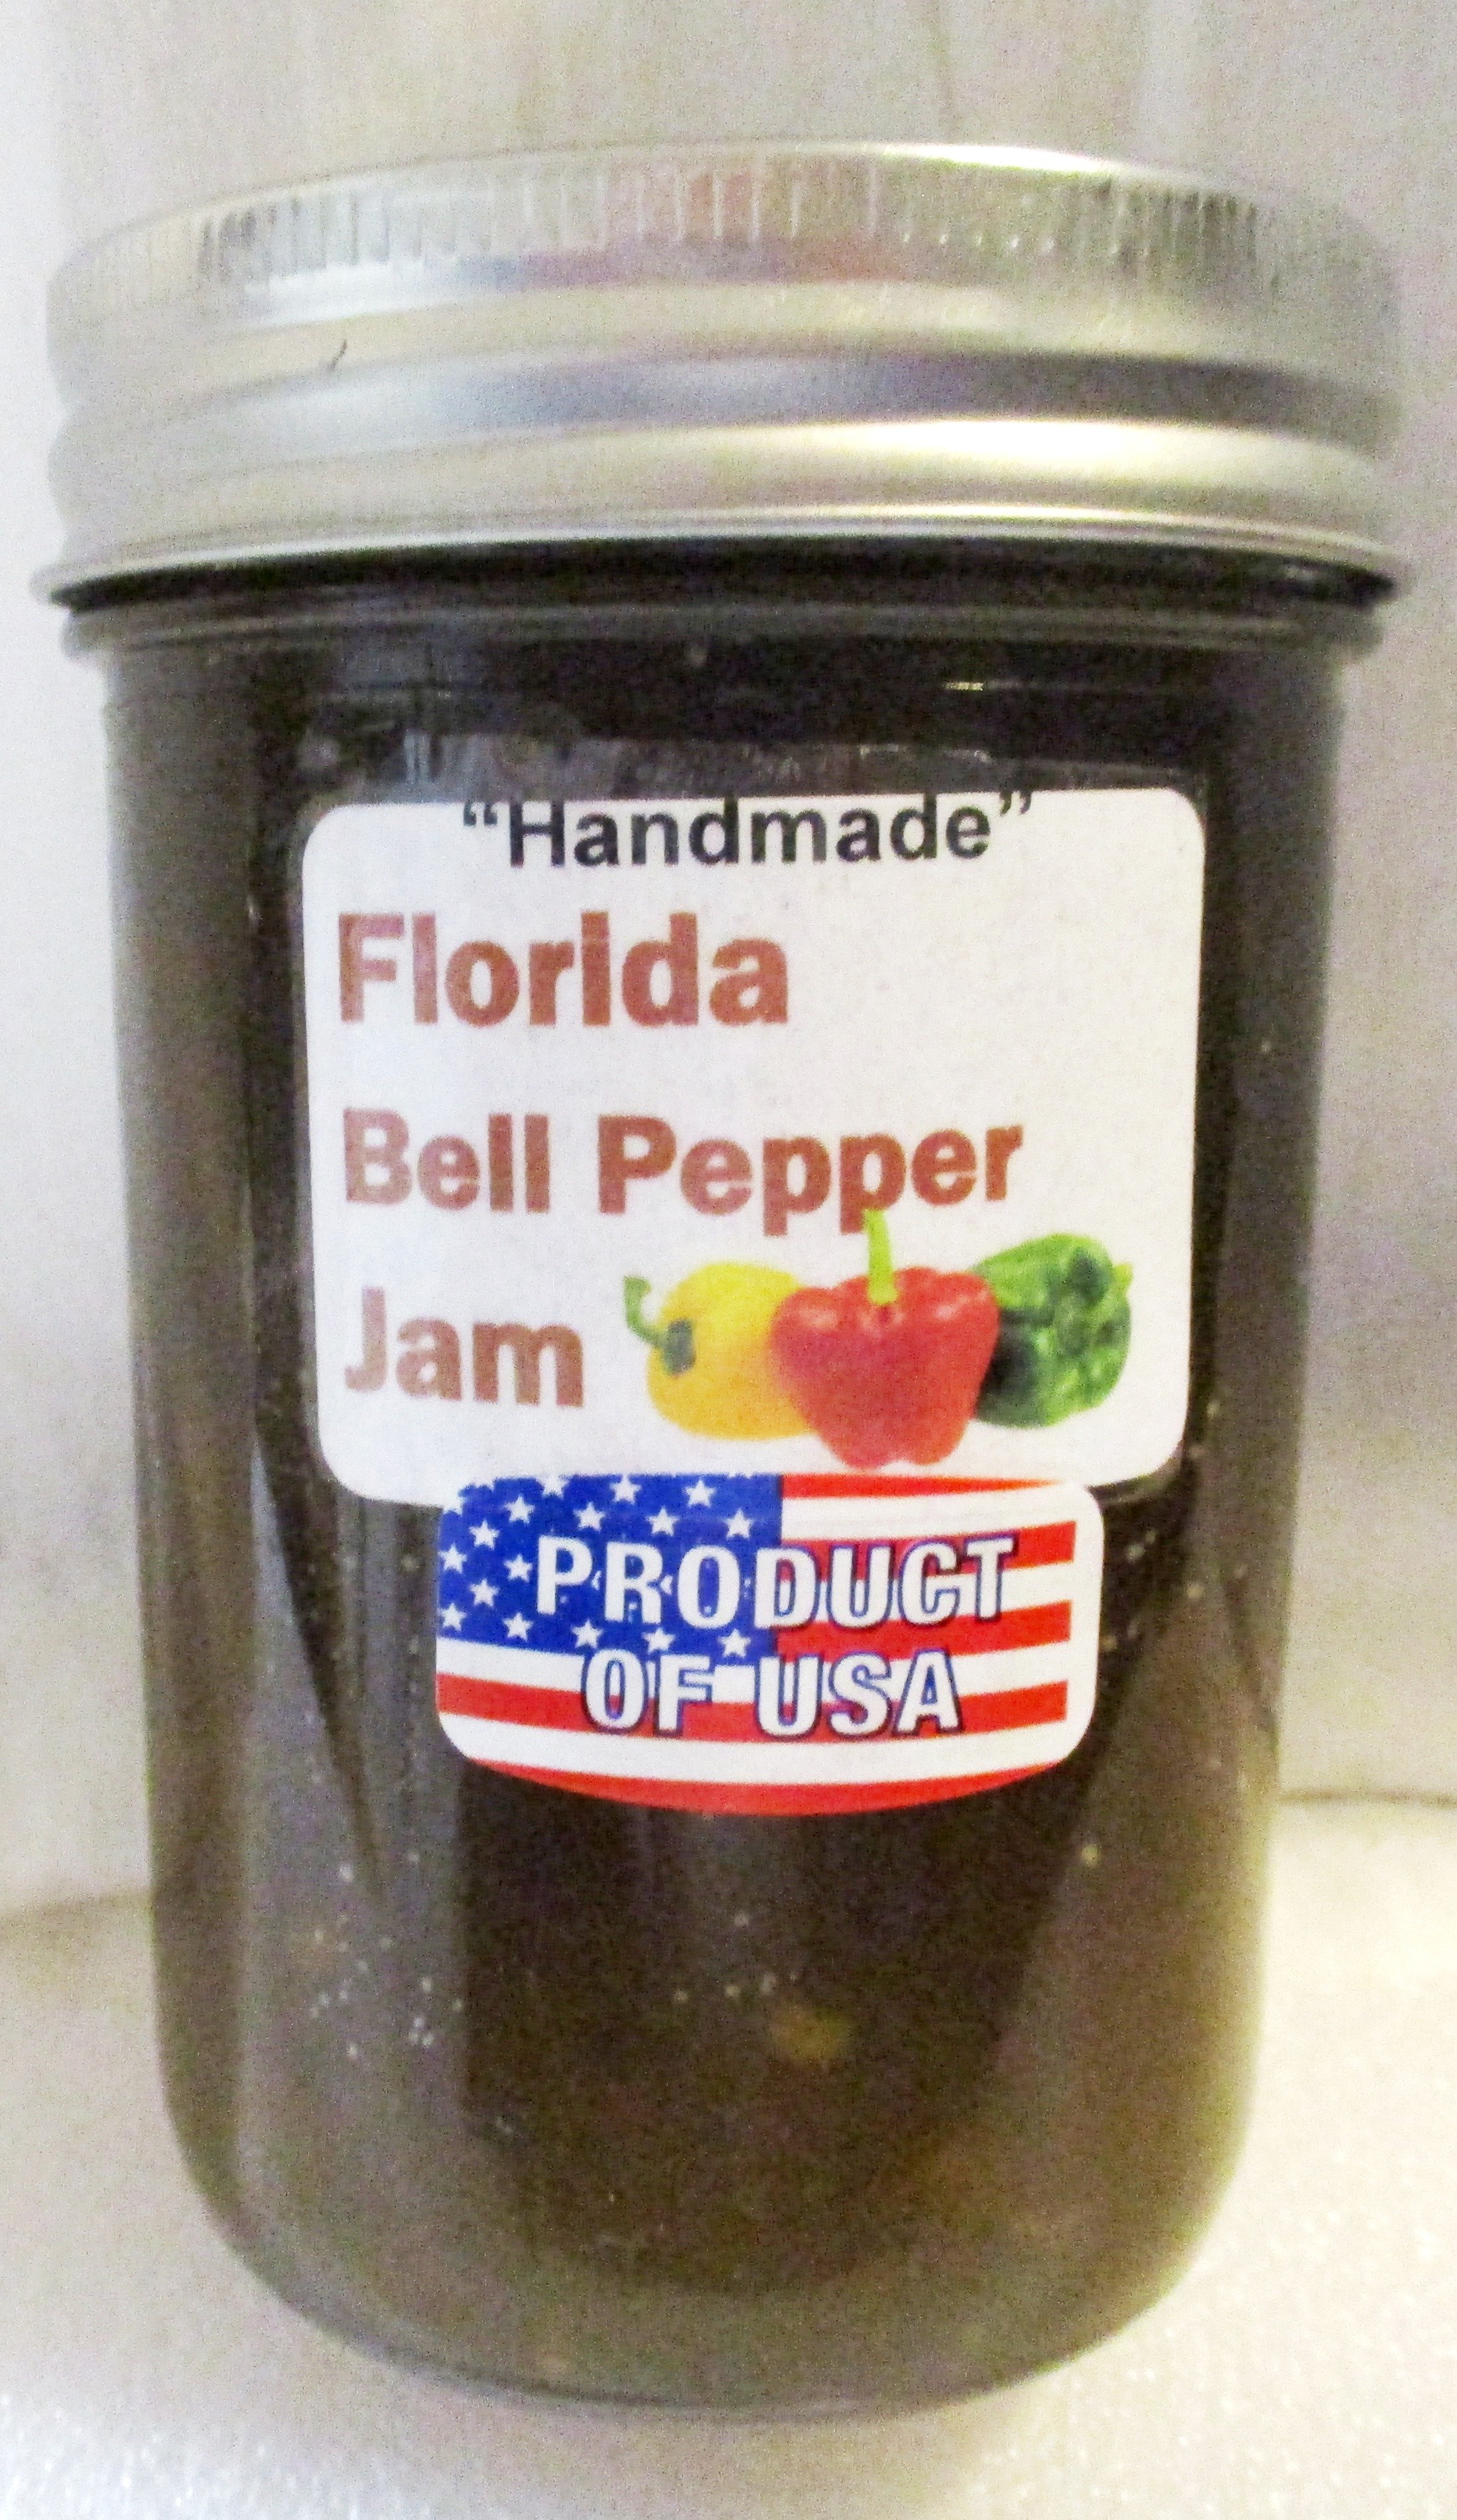 “Handmade”
Florida
Bell Pepper
Jam
PRODUCT
OF USA